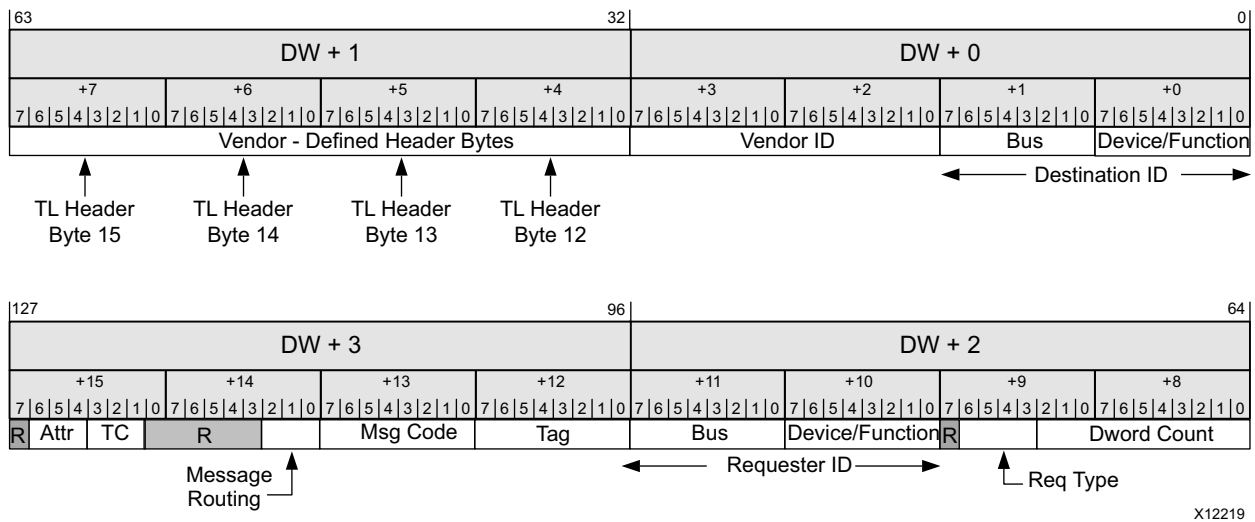 63 32 0
DW + 1 DW + 0
+7 +6 +5 +4 +3 +2 +1 +0
7 6 5 4 3 2 1 0 7 6 5 4 3 2 1 0 7 6 5 4 3 2 1 0 7 6 5 4 3 2 1 0 7 6 5 4 3 2 1 0 7 6 5 4 3 2 1 0 7 6 5 4 3 2 1 0 7 6 5 4 3 2 1 0
Vendor - Defined Header Bytes Vendor ID Bus Device/Function
Destination ID
TL Header TL Header TL Header TL Header
Byte 15 Byte 14 Byte 13 Byte 12
127 96 64
DW + 3 DW + 2
+15 +14 +13 +12 +11 +10 +9 +8
7 6 5 4 3 2 1 0 7 6 5 4 3 2 1 0 7 6 5 4 3 2 1 0 7 6 5 4 3 2 1 0 7 6 5 4 3 2 1 0 7 6 5 4 3 2 1 0 7 6 5 4 3 2 1 0 7 6 5 4 3 2 1 0
R Attr TC R Msg Code Tag Bus Device/Function R Dword Count
Message Requester ID Req Type
Routing
X12219